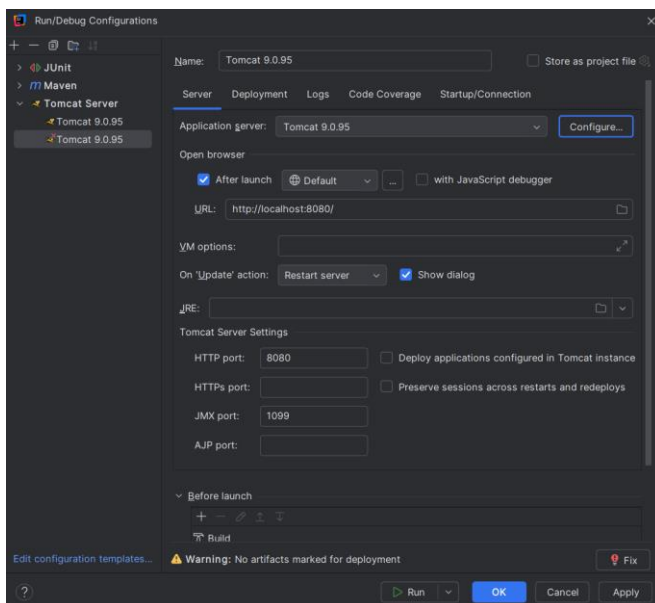 Run/Debug Configurations
JUnit
Maven
Tomcat Server
Tomcat 9.0.95
Tomcat 9.0.95
Edit configuration templates...
Name: Tomcat 9.0.95 Store as project file
Server Deployment Logs Code Coverage Startup/Connection
Application server: Tomcat 9.0.95 Configure...
Open browser
After launch Default ... with JavaScript debugger
URL: http://localhost:8080/
VM options:
On 'Update' action: Restart server Show dialog
JRE:
Tomcat Server Settings
HTTP port: 8080 Deploy applications configured in Tomcat instance
HTTPs port: Preserve sessions across restarts and redeploys
JMX port: 1099
AJP port:
Before launch
Build
Warning: No artifacts marked for deployment Fix
? Run OK Cancel Apply